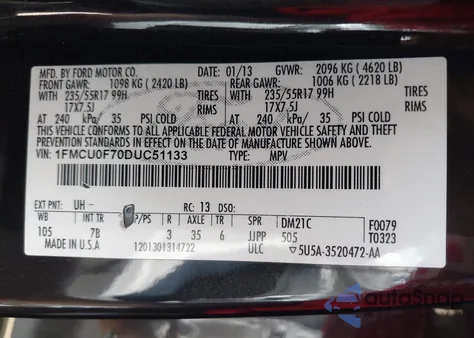 MFD. BY FORD MOTOR CO. DATE: 01/13 GVWR: 2096 KG ( 4620 LB)
FRONT GAWR: 1098 KG ( 2420 LB) REAR GAWR: 1006 KG ( 2218 LB)
WITH 235/55R17 99H TIRES WITH 235/55R17 99H TIRES
17X7.5J RIMS 17X7.5J RIMS
AT 240 kPa/ 35 PSI COLD AT 240 kPa/ 35 PSI COLD
THIS VEHICLE CONFORMS TO ALL APPLICABLE FEDERAL MOTOR VEHICLE SAFETY, BUMPER, AND THEFT
PREVENTION STANDARDS IN EFFECT ON THE DATE OF MANUFACTURE SHOWN ABOVE.
VIN: 1FMCU0F70DUC51133 TYPE: MPV
EXT PNT: UH RC: 13 DSO:
WB INT TR TP/PS R AXLE TR SPR DM21C F0079
105 7B 3 35 6 JJPP 505 T0323
MADE IN U.S.A. 1201301314722 ULC 5U5A-3520472-AA
autoSnap